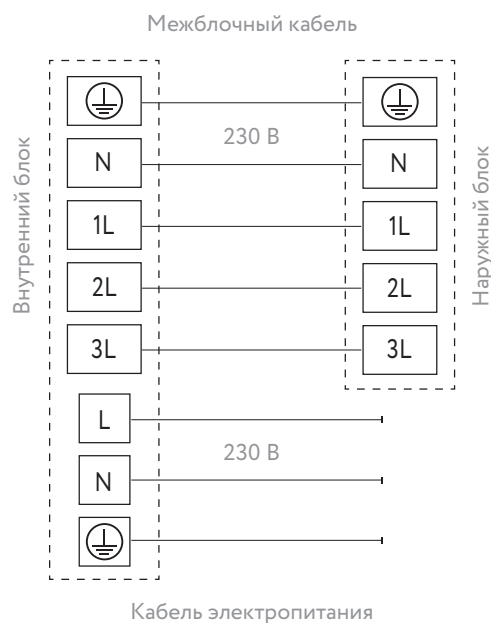 Межблочный кабель
Внутренний блок
Наружный блок
230 В
N
N
1L
1L
2L
2L
3L
3L
L
230 В
N
Кабель электропитания